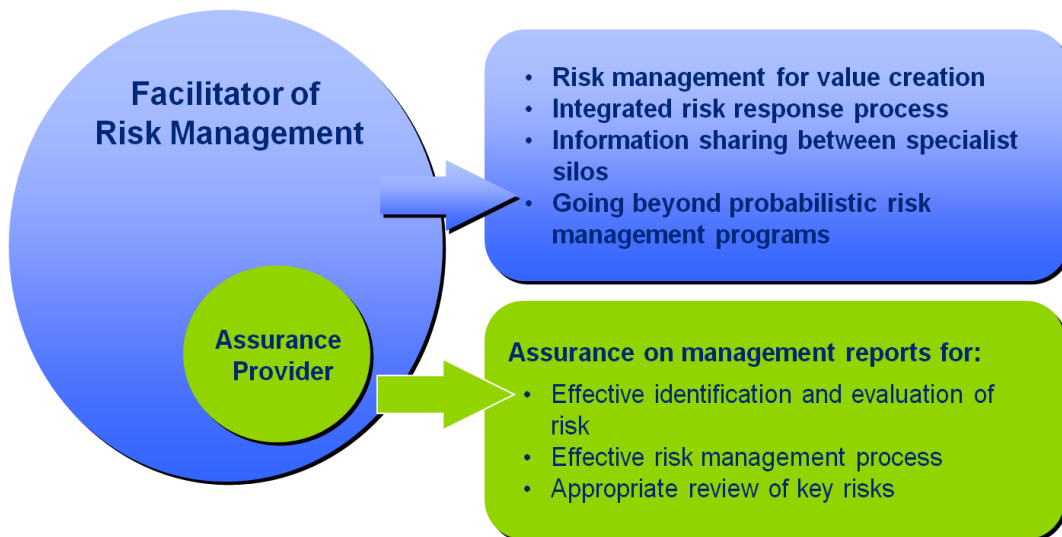 Facilitator of
Risk Management
• Risk management for value creation
• Integrated risk response process
• Information sharing between specialist
silos
• Going beyond probabilistic risk
management programs
Assurance
Provider
Assurance on management reports for:
• Effective identification and evaluation of
risk
• Effective risk management process
• Appropriate review of key risks